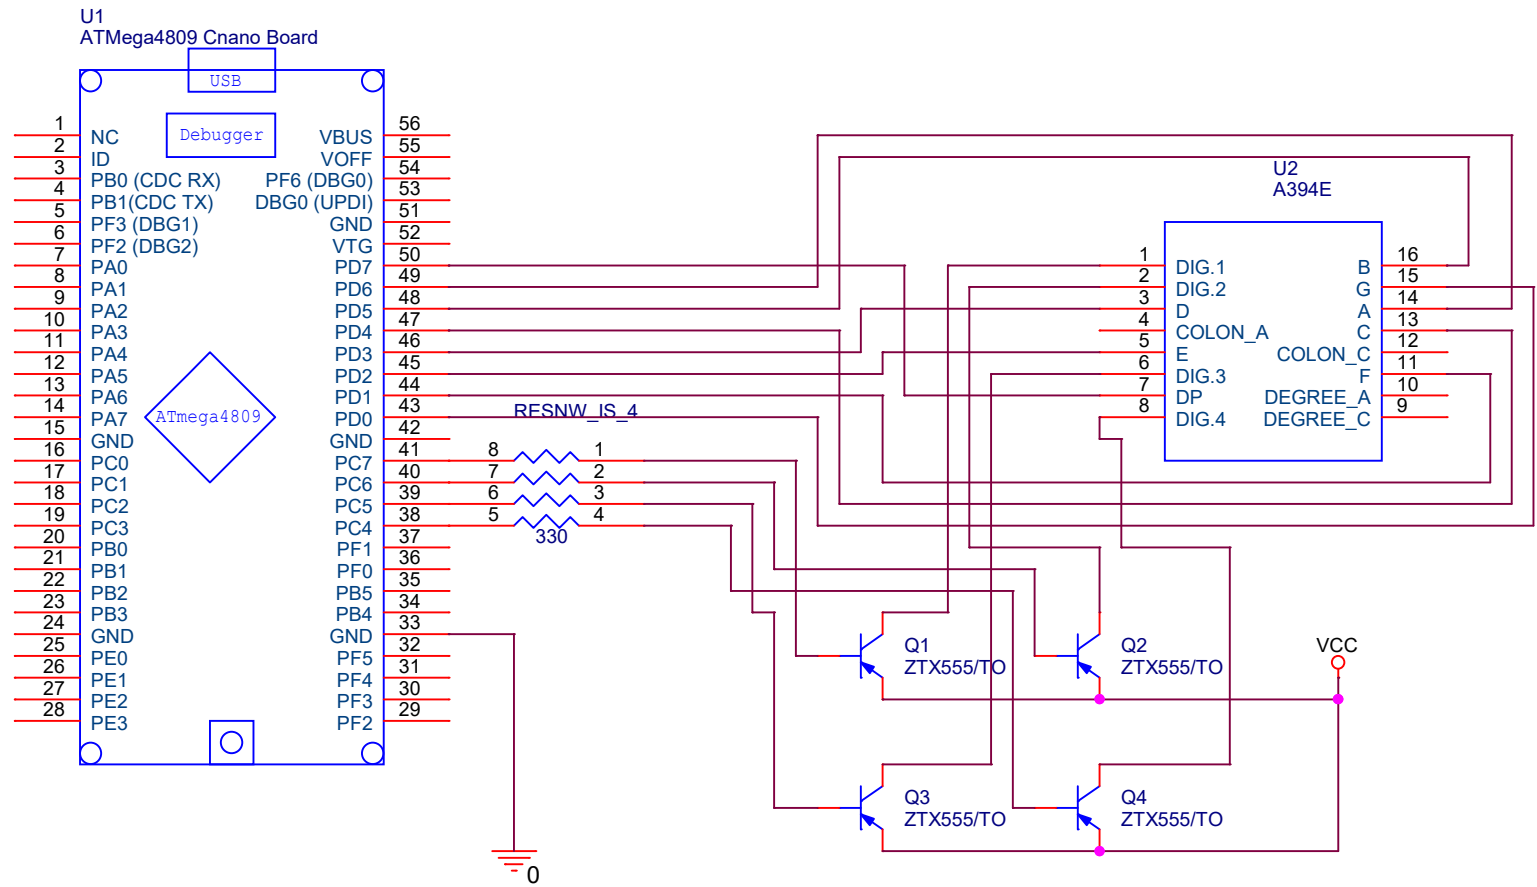 U1
ATMega4809 Cnano Board
USB
Debugger
1 NC VBUS 56
2 ID VOFF 55
3 PB0 (CDC RX) PF6 (DBG0) 54
4 PB1(CDC TX) DBG0 (UPDI) 53
5 PF3 (DBG1) GND 51
6 PF2 (DBG2) VTG 52
7 PA0 PD7 50
8 PA1 PD6 49
9 PA2 PD5 48
10 PA3 PD4 47
11 PA4 PD3 46
12 PA5 PD2 45
13 PA6 PD1 44
14 PA7 PD0 43
15 GND GND 42
16 PC0 PC7 41
17 PC1 PC6 40
18 PC2 PC5 39
19 PC3 PC4 38
20 PB0 PF1 37
21 PB1 PF0 36
22 PB2 PB5 35
23 PB3 PB4 34
24 GND GND 33
25 PE0 PF5 32
26 PE1 PF4 31
27 PE2 PF3 30
28 PE3 PF2 29
ATmega4809
RESNW_IS_4
8 1
7 2
6 3
5 4
330
0
U2
A394E
1 DIG.1 B 16
2 DIG.2 G 15
3 D A 14
4 COLON_A C 13
5 E COLON_C 12
6 DIG.3 F 11
7 DP DEGREE_A 10
8 DIG.4 DEGREE_C 9
Q1
ZTX555/TO
Q2
ZTX555/TO
VCC
Q3
ZTX555/TO
Q4
ZTX555/TO